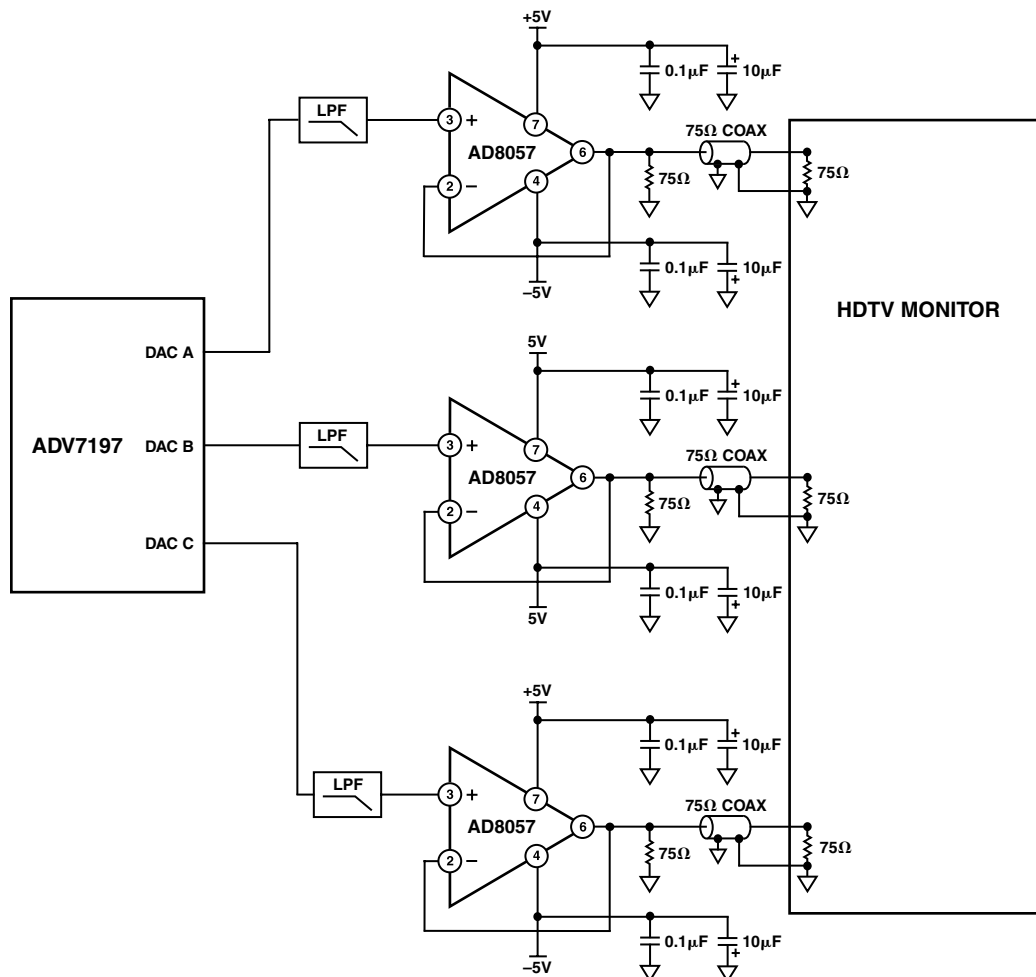 +5V
0.1µF
+
10µF
LPF
3
+
7
AD8057
6
2
−
4
75Ω COAX
75Ω
75Ω
0.1µF
10µF
+
−5V
HDTV MONITOR
ADV7197
DAC A
DAC B
DAC C
5V
0.1µF
+
10µF
LPF
3
+
7
AD8057
6
2
−
4
75Ω COAX
75Ω
75Ω
0.1µF
10µF
+
5V
+5V
0.1µF
+
10µF
LPF
3
+
7
AD8057
6
2
−
4
75Ω COAX
75Ω
75Ω
0.1µF
10µF
+
−5V